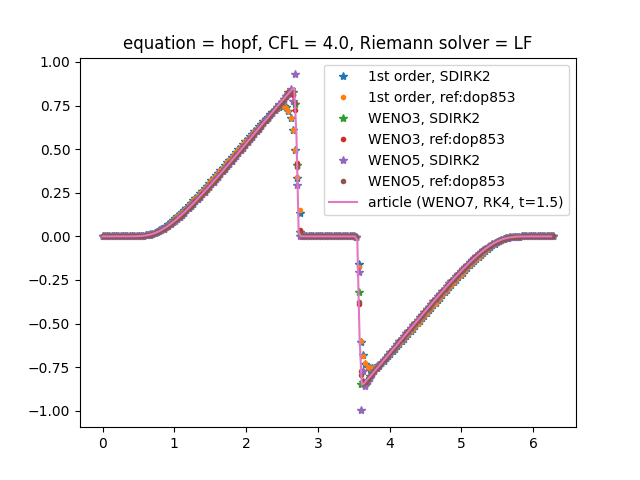 equation = hopf, CFL = 4.0, Riemann solver = LF
1.00
0.75
0.50
0.25
0.00
−0.25
−0.50
−0.75
−1.00
1st order, SDIRK2
1st order, ref:dop853
WENO3, SDIRK2
WENO3, ref:dop853
WENO5, SDIRK2
WENO5, ref:dop853
article (WENO7, RK4, t=1.5)
0 1 2 3 4 5 6